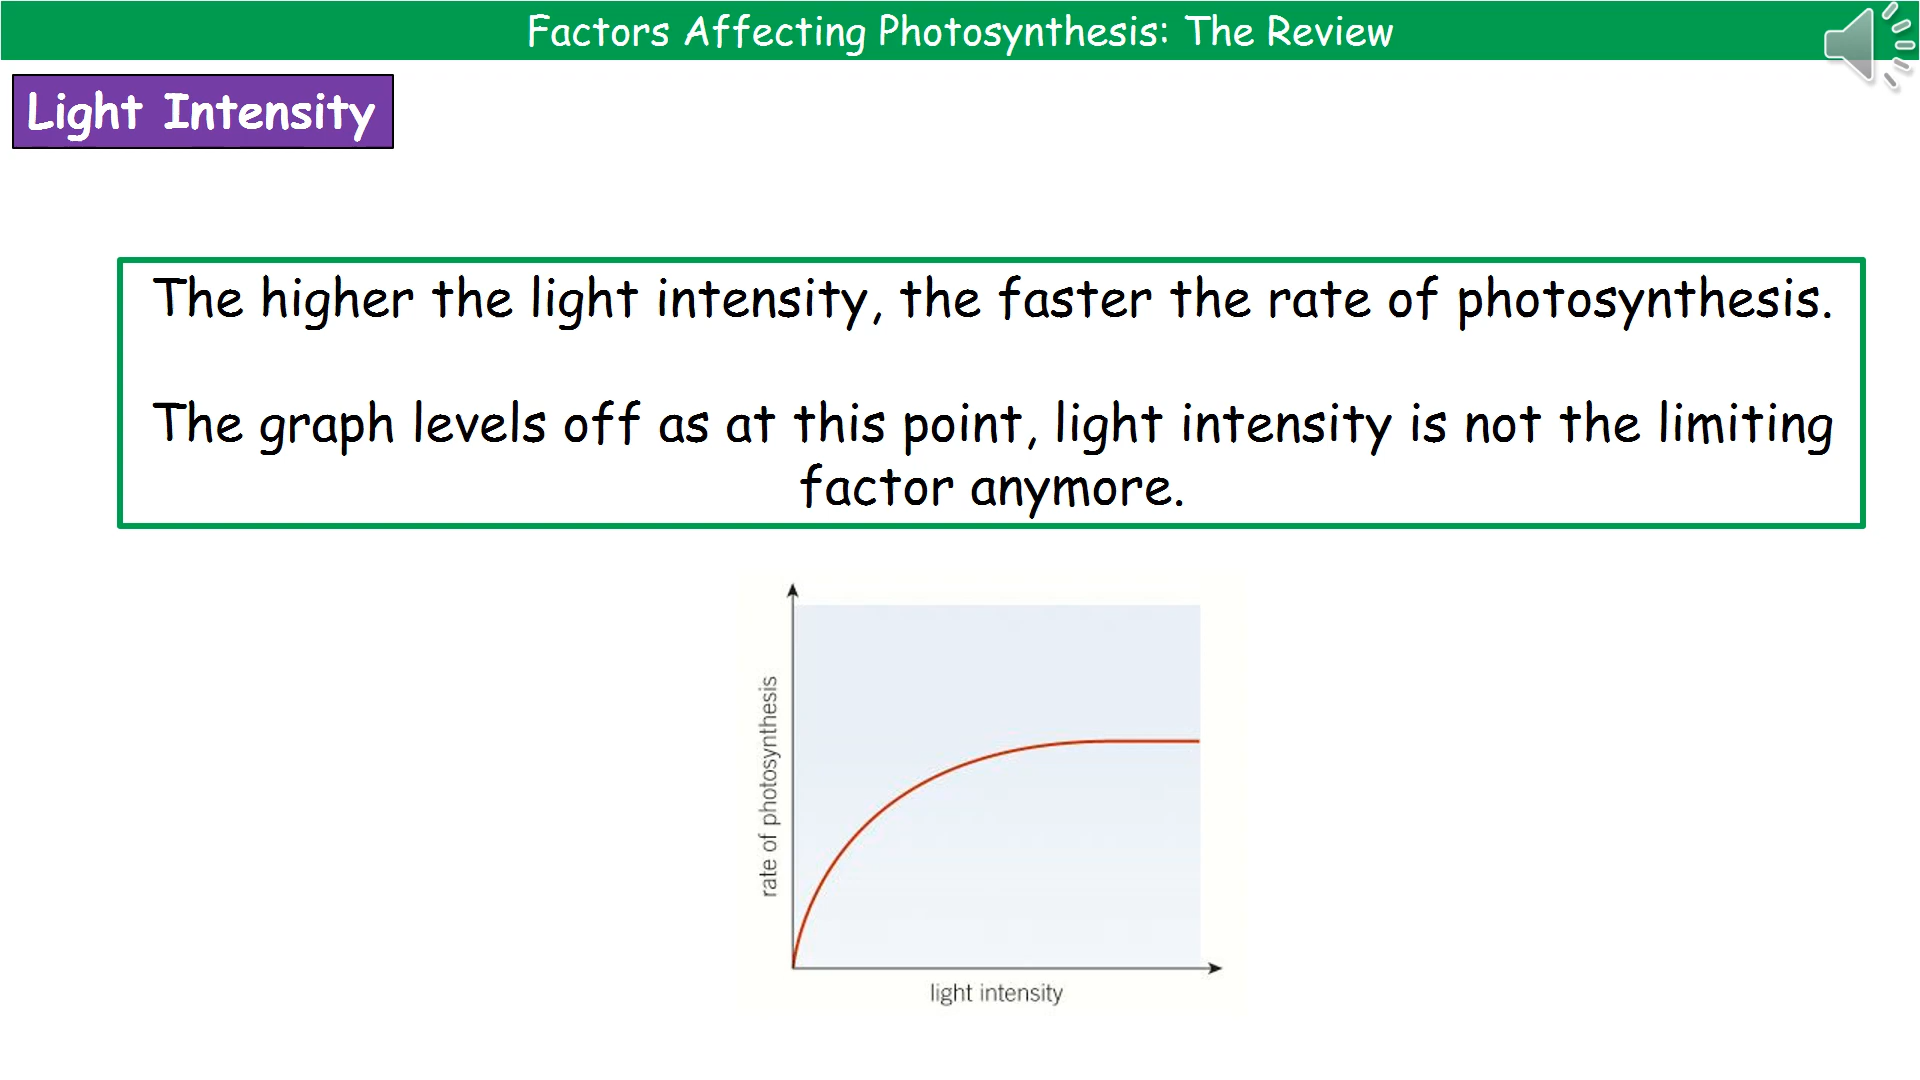 Factors Affecting Photosynthesis: The Review
Light Intensity
The higher the light intensity, the faster the rate of photosynthesis.
The graph levels off as at this point, light intensity is not the limiting
factor anymore.
rate of photosynthesis
light intensity